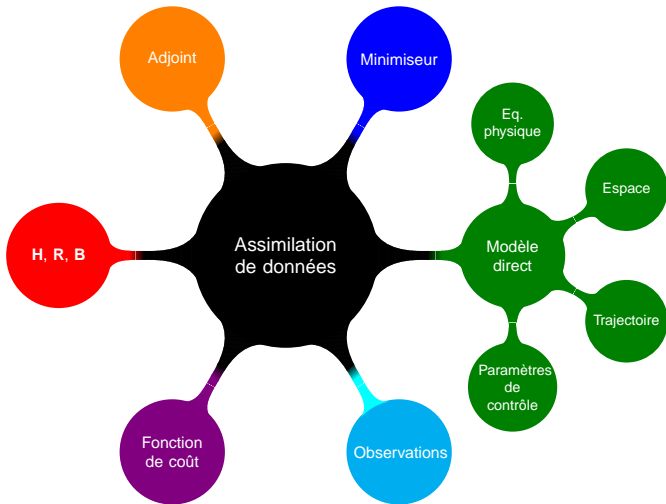 Adjoint
Minimiseur
Eq.
physique
Espace
H, R, B
Assimilation
de données
Modèle
direct
Trajectoire
Paramètres
de
contrôle
Fonction
de coût
Observations